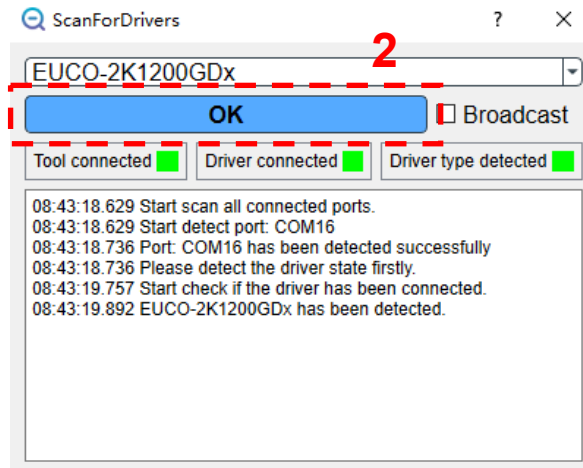 ScanForDrivers ? ×
2
EUCO-2K1200GDx
OK Broadcast
Tool connected Driver connected Driver type detected
08:43:18.629 Start scan all connected ports.
08:43:18.629 Start detect port: COM16
08:43:18.736 Port: COM16 has been detected successfully
08:43:18.736 Please detect the driver state firstly.
08:43:19.757 Start check if the driver has been connected.
08:43:19.892 EUCO-2K1200GDx has been detected.